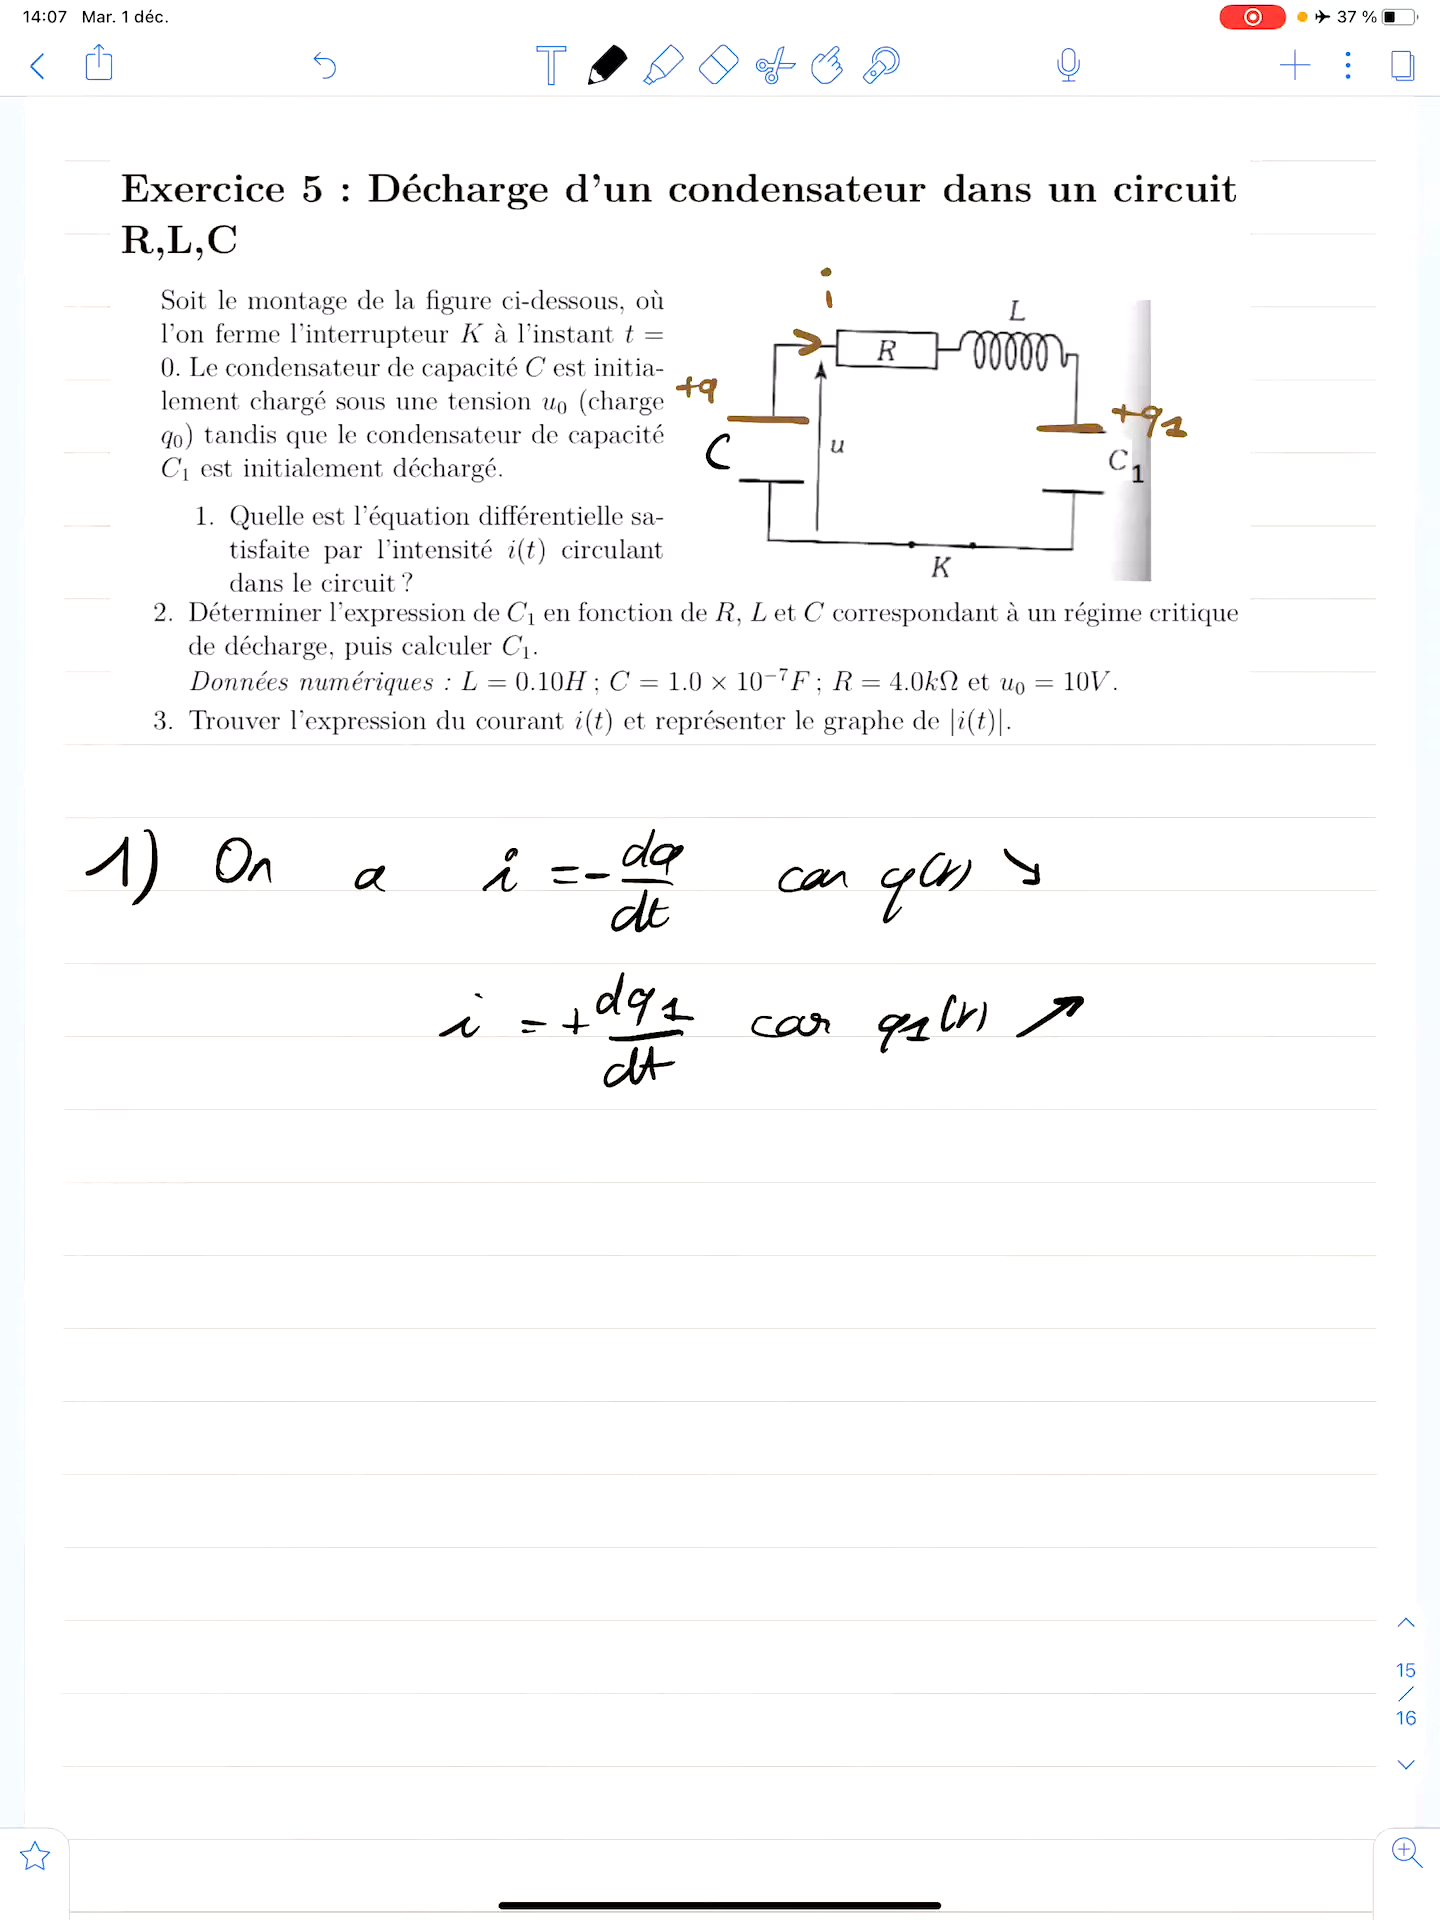 14:07 Mar. 1 déc.
37 %
Exercice 5 : Décharge d'un condensateur dans un circuit
R,L,C
Soit le montage de la figure ci-dessous, où
l'on ferme l'interrupteur K à l'instant t =
0. Le condensateur de capacité C est initia-
lement chargé sous une tension u₀ (charge
q₀) tandis que le condensateur de capacité
C₁ est initialement déchargé.
1. Quelle est l'équation différentielle sa-
tisfaite par l'intensité i(t) circulant
dans le circuit ?
i
R
L
+q
C
u
+q₁
C₁
K
2. Déterminer l'expression de C₁ en fonction de R, L et C correspondant à un régime critique
de décharge, puis calculer C₁.
Données numériques : L = 0.10H ; C = 1.0 × 10⁻⁷F ; R = 4.0kΩ et u₀ = 10V.
3. Trouver l'expression du courant i(t) et représenter le graphe de |i(t)|.
1) On a i = - dq/dt car q(t) ↘
i = + dq₁/dt car q₁(t) ↗
15
/
16